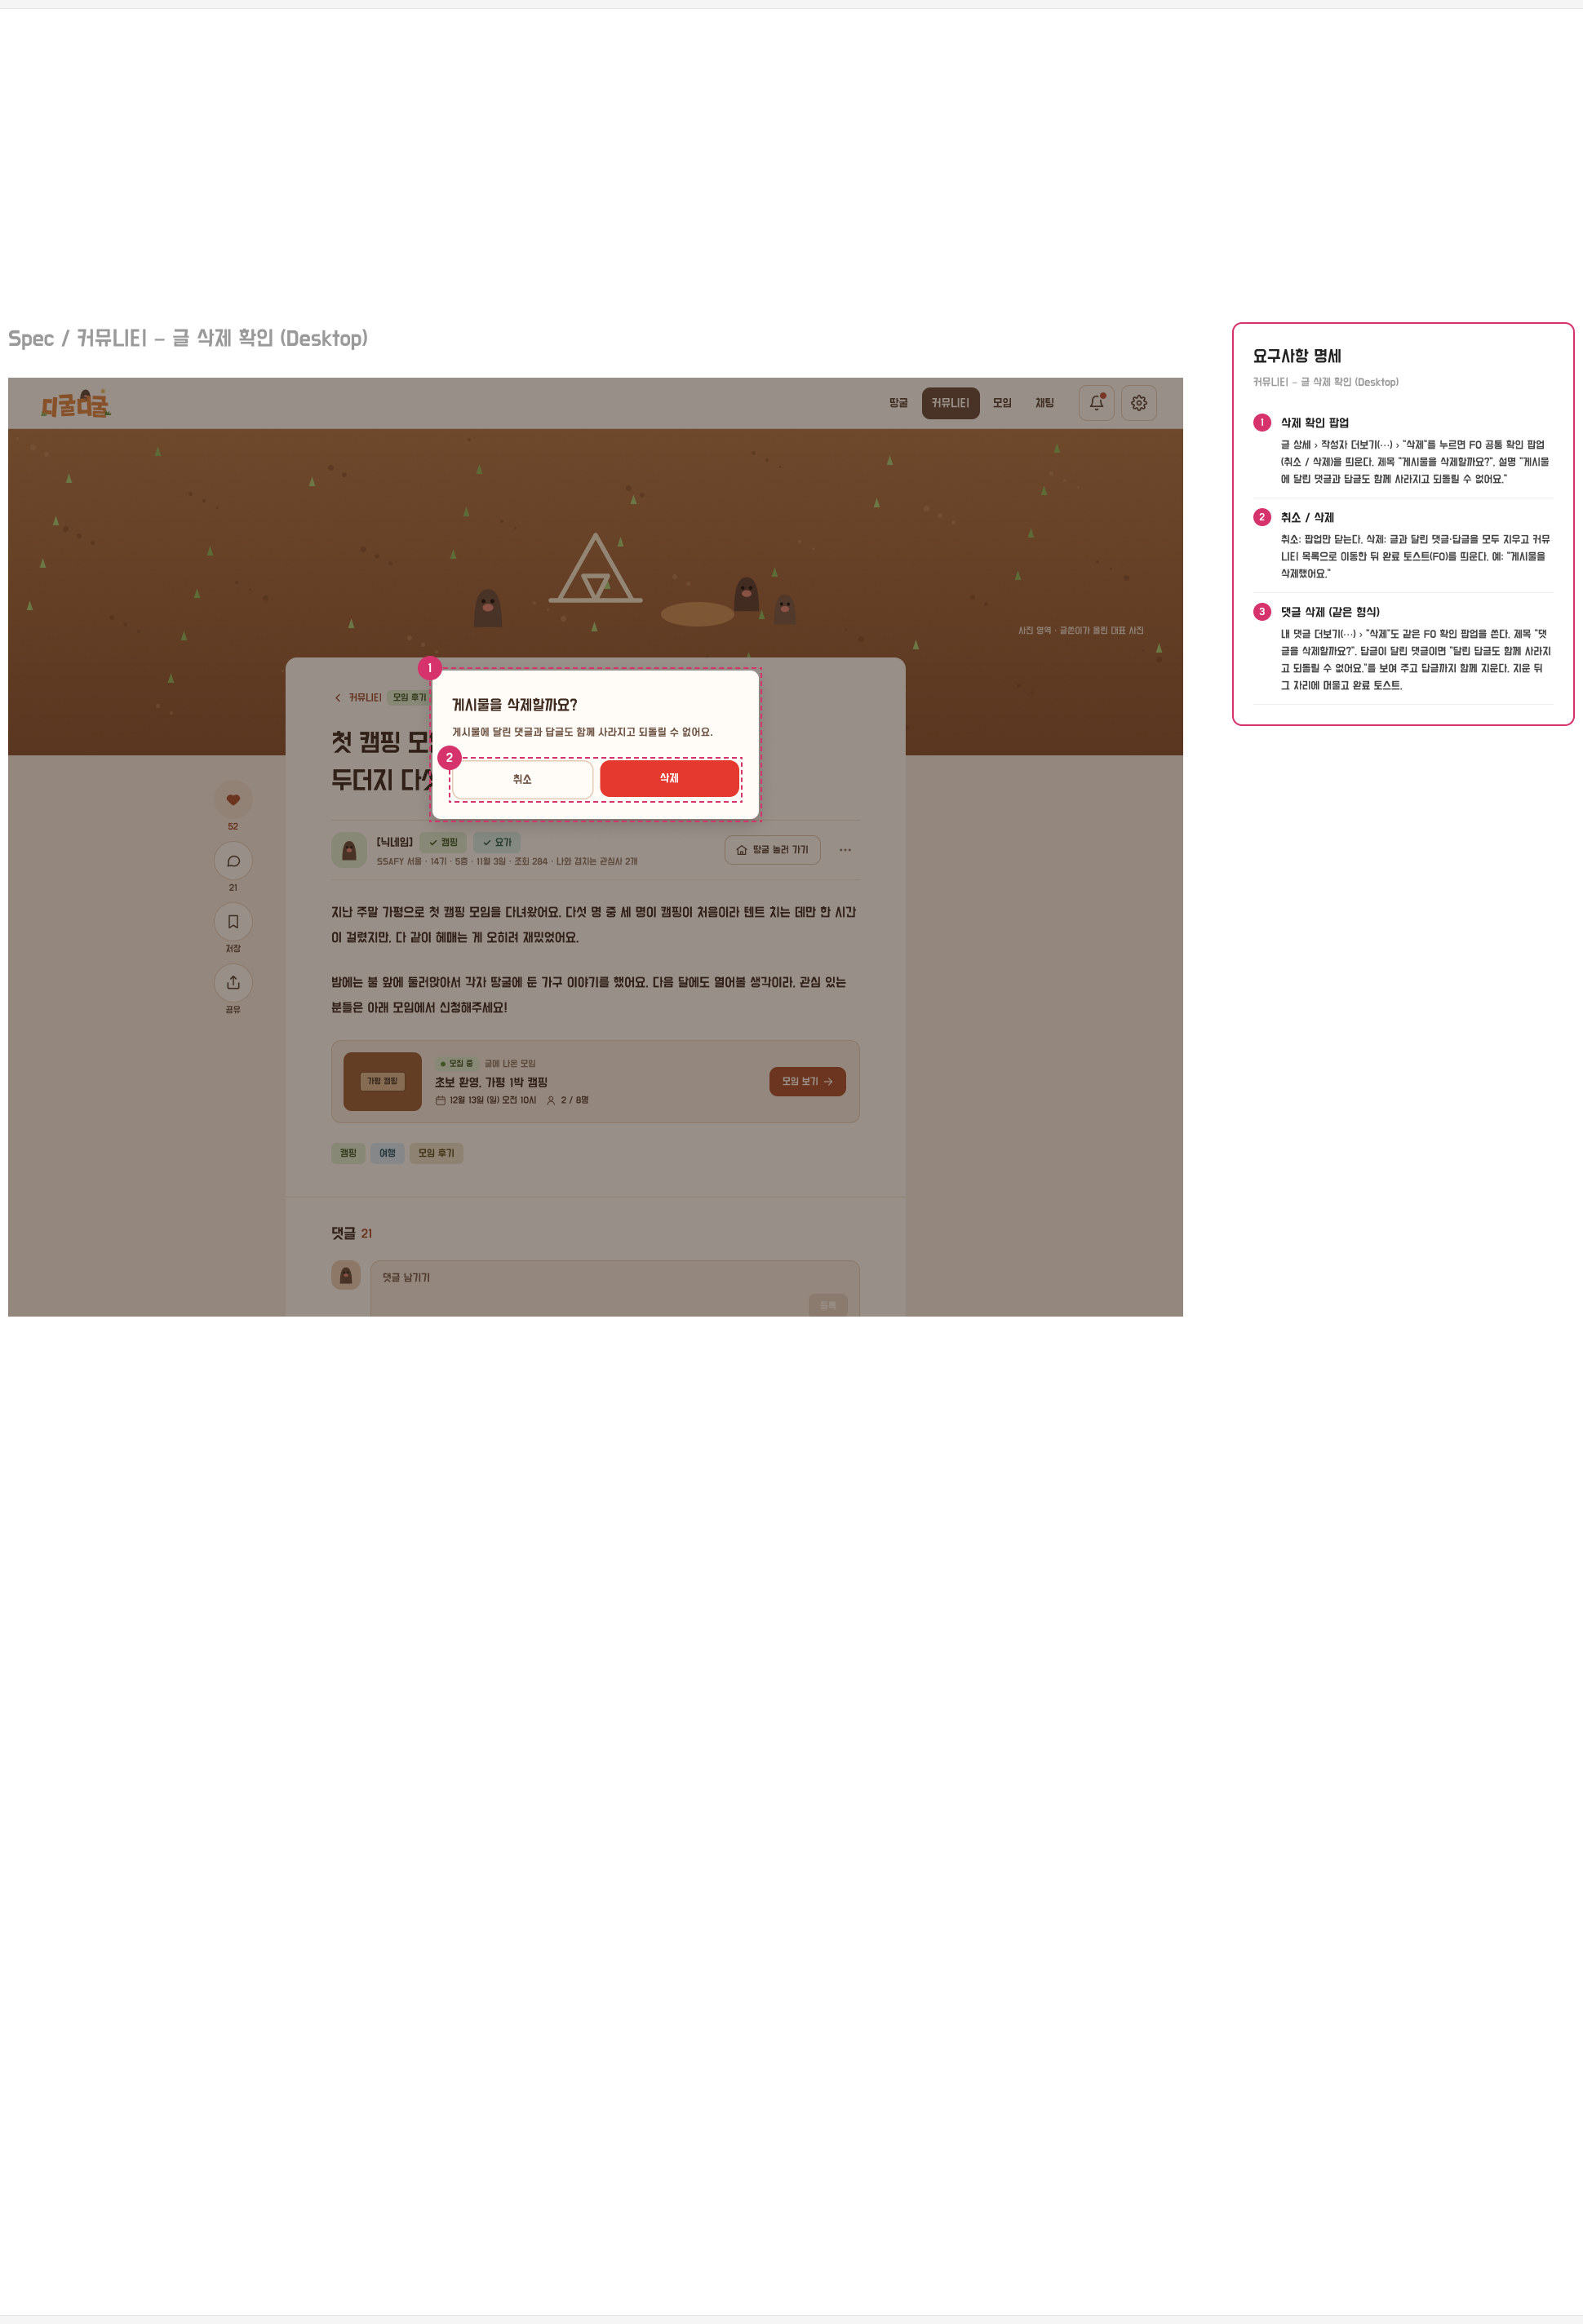 Spec / 커뮤니티 – 글 삭제 확인 (Desktop)
디굴디굴
땅굴
커뮤니티
모임
채팅
사진 영역 · 글쓴이가 올린 대표 사진
커뮤니티
모임 후기
첫 캠핑 모
두더지 다섯
1
게시물을 삭제할까요?
게시물에 달린 댓글과 답글도 함께 사라지고 되돌릴 수 없어요.
2
취소
삭제
52
21
저장
공유
[닉네임]
캠핑
요가
SSAFY 서울 · 14기 · 5층 · 11월 3일 · 조회 284 · 나와 겹치는 관심사 2개
땅굴 놀러 가기
지난 주말 가평으로 첫 캠핑 모임을 다녀왔어요. 다섯 명 중 세 명이 캠핑이 처음이라 텐트 치는 데만 한 시간
이 걸렸지만, 다 같이 헤매는 게 오히려 재밌었어요.
밤에는 불 앞에 둘러앉아서 각자 땅굴에 둔 가구 이야기를 했어요. 다음 달에도 열어볼 생각이라, 관심 있는
분들은 아래 모임에서 신청해주세요!
가평 캠핑
모집 중
글에 나온 모임
초보 환영, 가평 1박 캠핑
12월 13일 (일) 오전 10시
2 / 8명
모임 보기
캠핑
여행
모임 후기
댓글 21
댓글 남기기
등록
요구사항 명세
커뮤니티 – 글 삭제 확인 (Desktop)
1 삭제 확인 팝업
글 상세 › 작성자 더보기(⋯) › "삭제"를 누르면 FO 공통 확인 팝업
(취소 / 삭제)을 띄운다. 제목 "게시물을 삭제할까요?", 설명 "게시물
에 달린 댓글과 답글도 함께 사라지고 되돌릴 수 없어요."
2 취소 / 삭제
취소: 팝업만 닫는다. 삭제: 글과 달린 댓글·답글을 모두 지우고 커뮤
니티 목록으로 이동한 뒤 완료 토스트(FO)를 띄운다. 예: "게시물을
삭제했어요."
3 댓글 삭제 (같은 형식)
내 댓글 더보기(⋯) › "삭제"도 같은 FO 확인 팝업을 쓴다. 제목 "댓
글을 삭제할까요?". 답글이 달린 댓글이면 "달린 답글도 함께 사라지
고 되돌릴 수 없어요."를 보여 주고 답글까지 함께 지운다. 지운 뒤
그 자리에 머물고 완료 토스트.